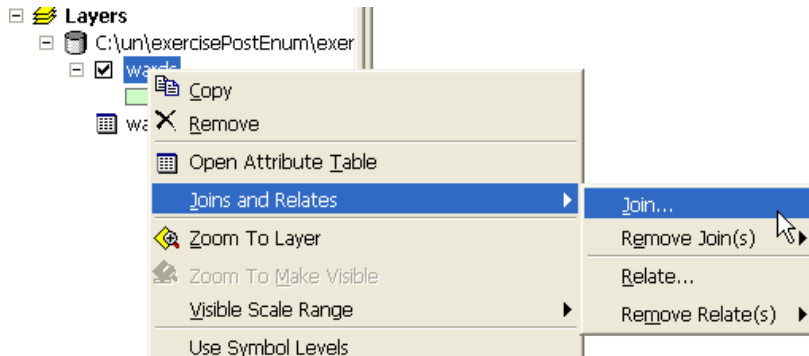 Layers
C:\un\exercisePostEnum\exer
wards
Copy
wa
Remove
Open Attribute Table
Joins and Relates
Join...
Zoom To Layer
Remove Join(s)
Zoom To Make Visible
Relate...
Visible Scale Range
Remove Relate(s)
Use Symbol Levels